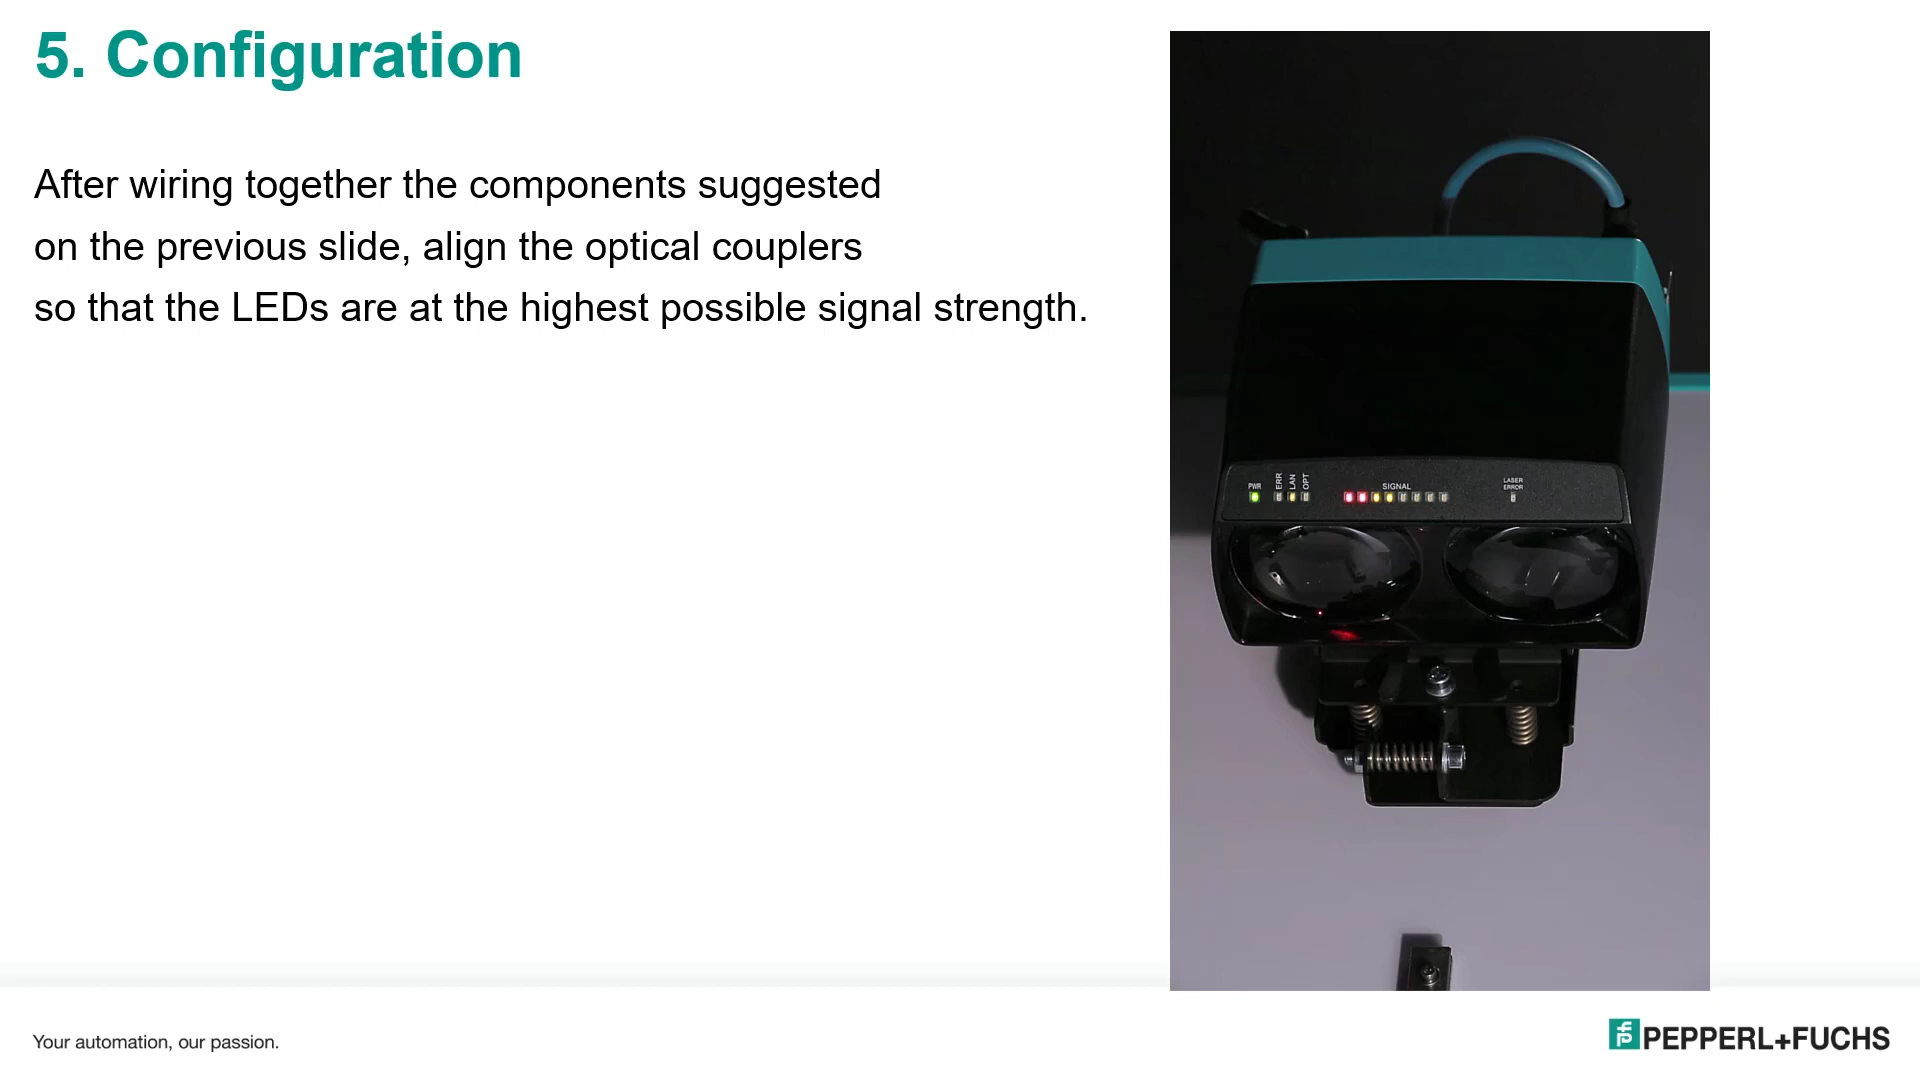 5. Configuration
After wiring together the components suggested
on the previous slide, align the optical couplers
so that the LEDs are at the highest possible signal strength.
PWR
ERR
LAN
OPT
SIGNAL
LASER
ERROR
Your automation, our passion.
PEPPERL+FUCHS